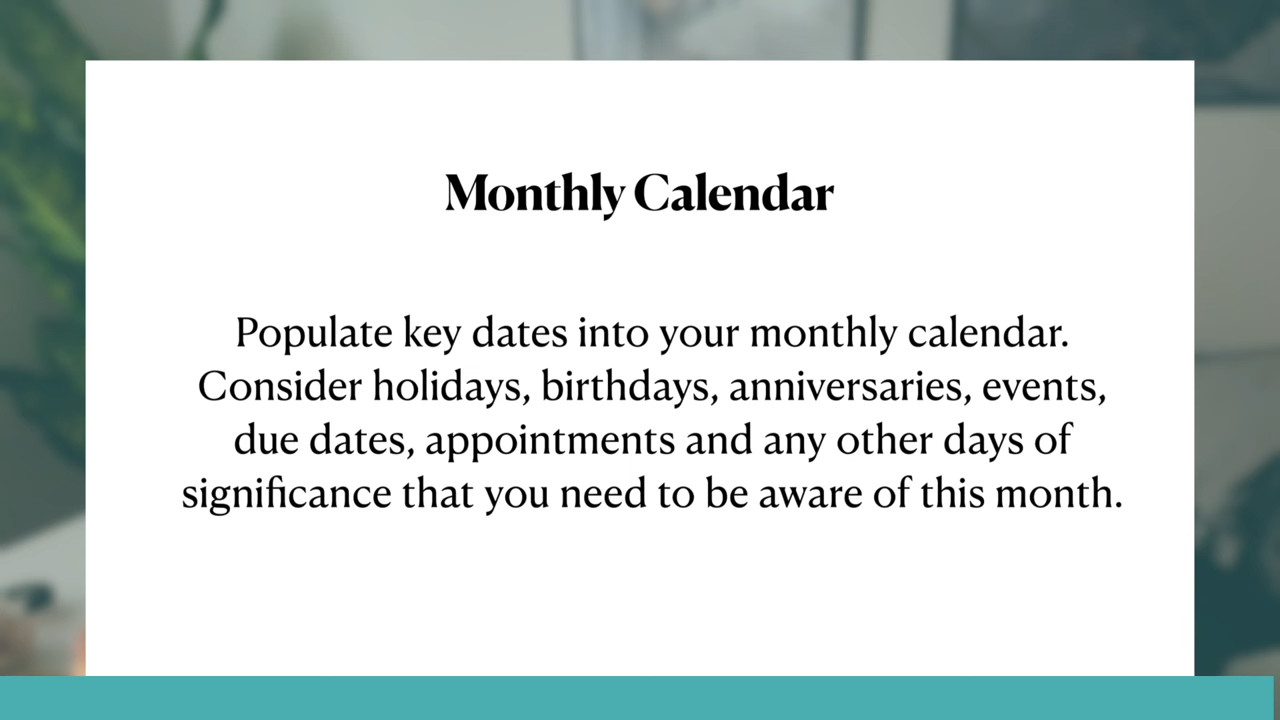 Monthly Calendar
Populate key dates into your monthly calendar.
Consider holidays, birthdays, anniversaries, events,
due dates, appointments and any other days of
significance that you need to be aware of this month.